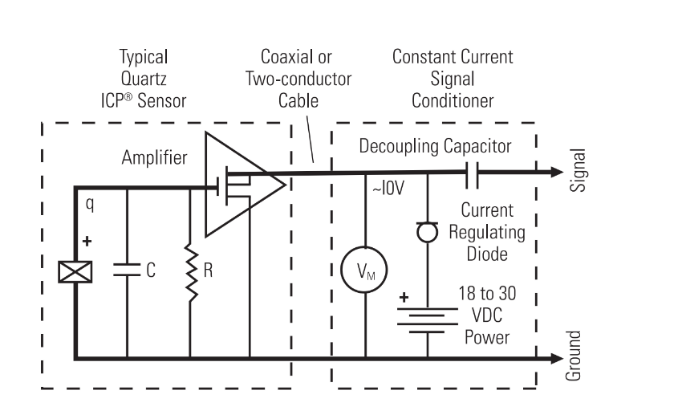 Typical
Quartz
ICP® Sensor
Coaxial or
Two-conductor
Cable
Constant Current
Signal
Conditioner
Amplifier
Decoupling Capacitor
Signal
~10V
q
+
Current
Regulating
Diode
C
R
VM
+
18 to 30
VDC
Power
Ground